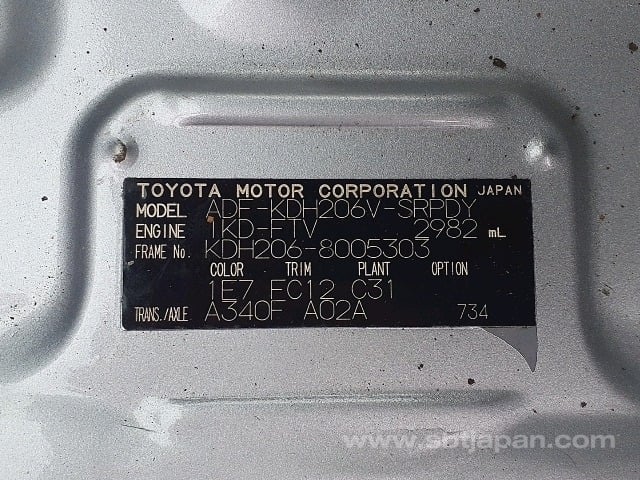 TOYOTA MOTOR CORPORATION JAPAN
MODEL ADF-KDH206V-SRPDY
ENGINE 1KD-FTV 2982 mL
FRAME No. KDH206-8005303
COLOR TRIM PLANT OPTION
1E7 FC12 C31
TRANS./AXLE A340F A02A 734
www.sbtjapan.com